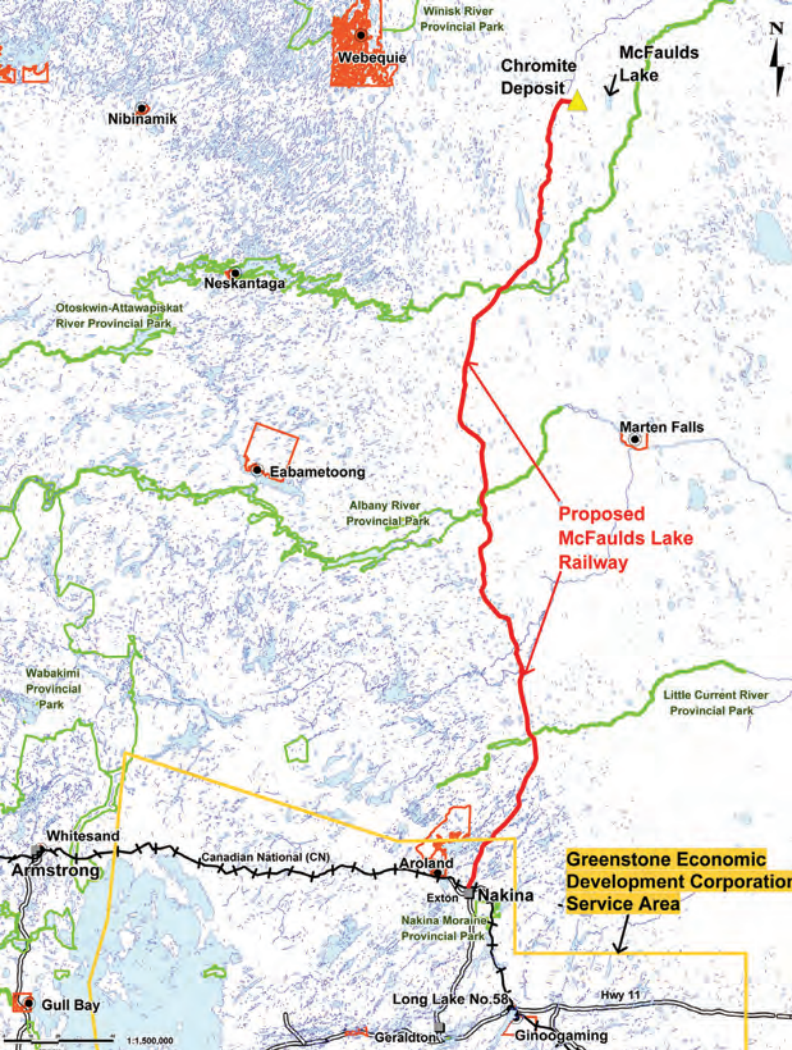 Winisk River
Provincial Park
Webequie
N
McFaulds
Lake
Chromite
Deposit
Nibinamik
Neskantaga
Otoskwin-Attawapiskat
River Provincial Park
Marten Falls
Eabametoong
Albany River
Provincial Park
Proposed
McFaulds Lake
Railway
Wabakimi
Provincial
Park
Little Current River
Provincial Park
Whitesand
Armstrong
Canadian National (CN)
Aroland
Exton
Nakina
Greenstone Economic
Development Corporation
Service Area
Nakina Moraine
Provincial Park
Gull Bay
Long Lake No.58
Hwy 11
Geraldton
Ginoogaming
1:1,500,000